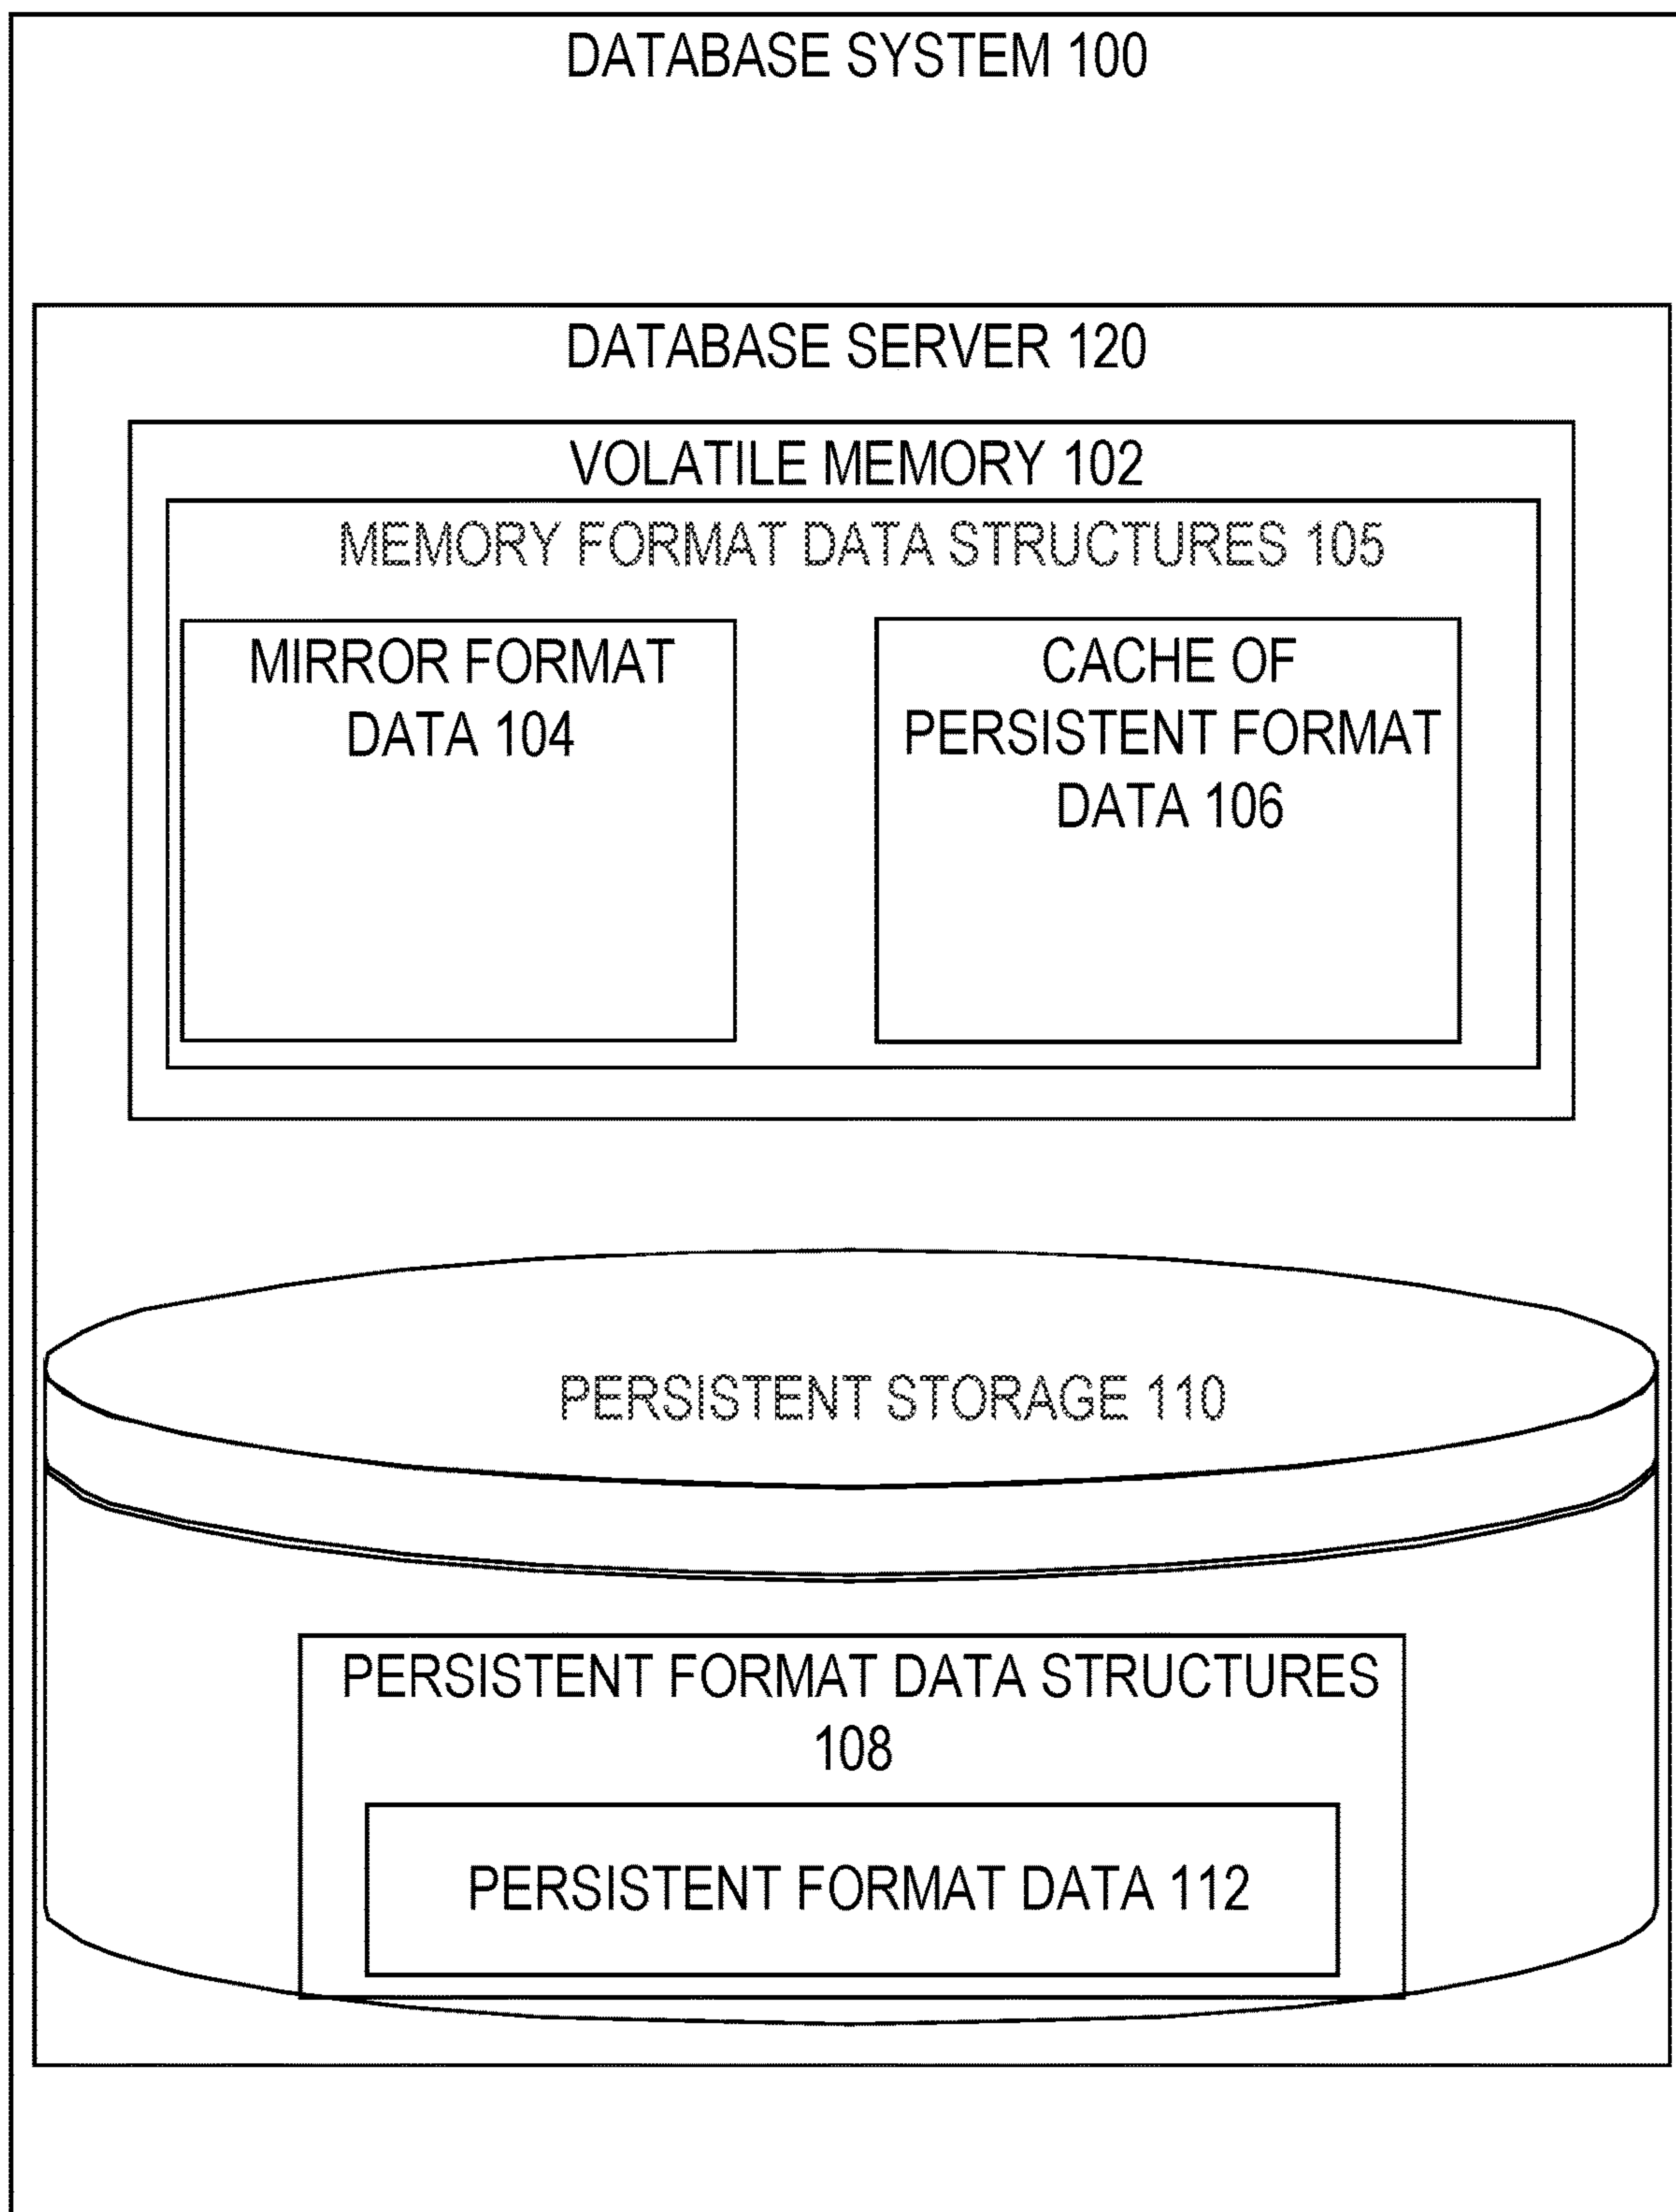 DATABASE SYSTEM 100
DATABASE SERVER 120
VOLATILE MEMORY 102
MEMORY FORMAT DATA STRUCTURES 105
MIRROR FORMAT
DATA 104
CACHE OF
PERSISTENT FORMAT
DATA 106
PERSISTENT STORAGE 110
PERSISTENT FORMAT DATA STRUCTURES
108
PERSISTENT FORMAT DATA 112